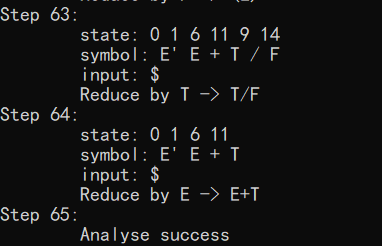 Step 63:
state: 0 1 6 11 9 14
symbol: E' E + T / F
input: $
Reduce by T -> T/F
Step 64:
state: 0 1 6 11
symbol: E' E + T
input: $
Reduce by E -> E+T
Step 65:
Analyse success